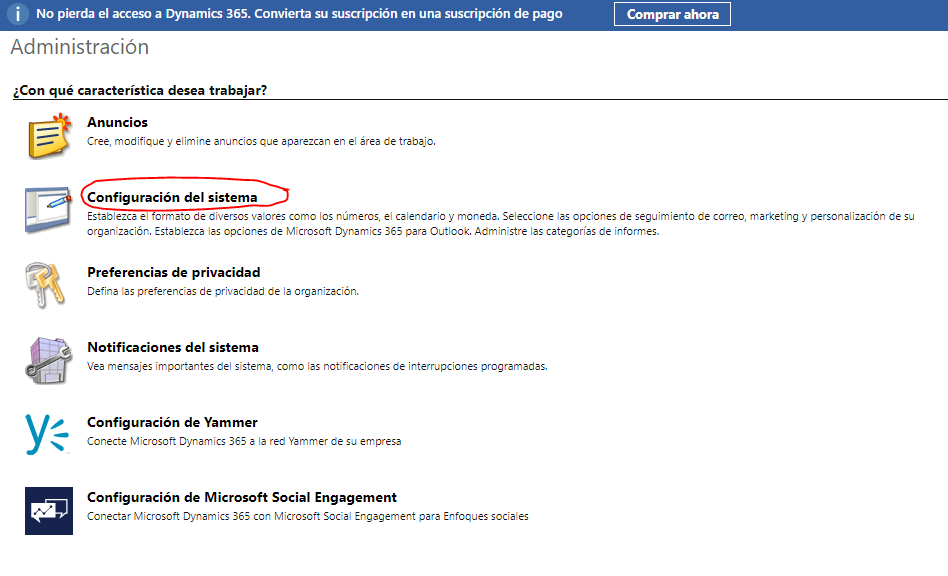 No pierda el acceso a Dynamics 365. Convierta su suscripción en una suscripción de pago
Comprar ahora
Administración
¿Con qué característica desea trabajar?
Anuncios
Cree, modifique y elimine anuncios que aparezcan en el área de trabajo.
Configuración del sistema
Establezca el formato de diversos valores como los números, el calendario y moneda. Seleccione las opciones de seguimiento de correo, marketing y personalización de su
organización. Establezca las opciones de Microsoft Dynamics 365 para Outlook. Administre las categorías de informes.
Preferencias de privacidad
Defina las preferencias de privacidad de la organización.
Notificaciones del sistema
Vea mensajes importantes del sistema, como las notificaciones de interrupciones programadas.
Configuración de Yammer
Conecte Microsoft Dynamics 365 a la red Yammer de su empresa
Configuración de Microsoft Social Engagement
Conectar Microsoft Dynamics 365 con Microsoft Social Engagement para Enfoques sociales